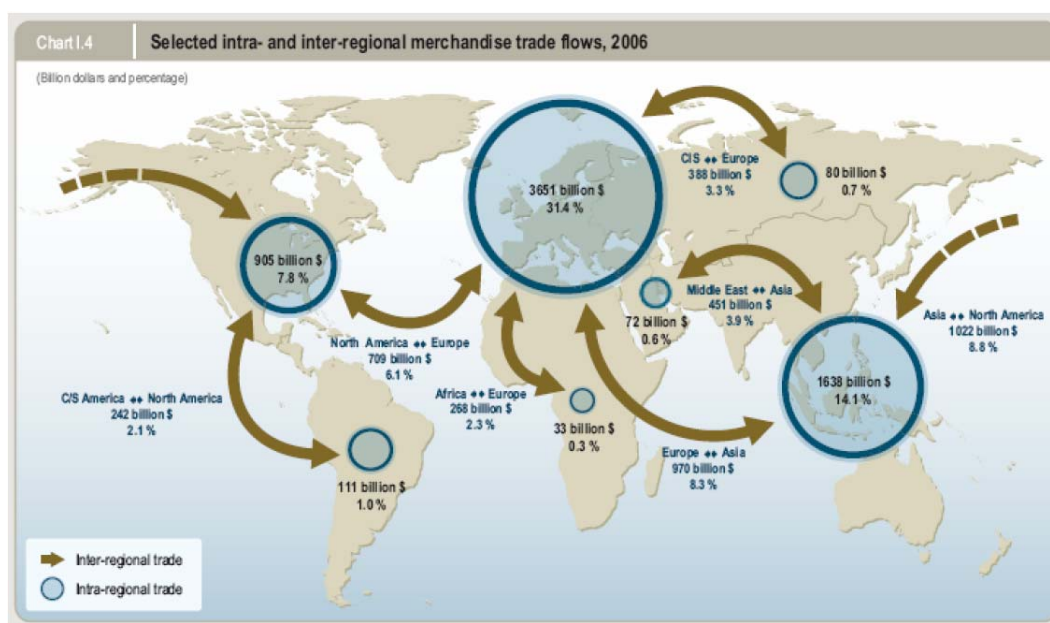 Chart I.4
Selected intra- and inter-regional merchandise trade flows, 2006
(Billion dollars and percentage)
3651 billion $
31.4 %
CIS ◆◆ Europe
388 billion $
3.3 %
80 billion $
0.7 %
905 billion $
7.8 %
Middle East ◆◆ Asia
451 billion $
3.9 %
72 billion $
0.6 %
Asia ◆◆ North America
1022 billion $
8.8 %
North America ◆◆ Europe
709 billion $
6.1 %
C/S America ◆◆ North America
242 billion $
2.1 %
Africa ◆◆ Europe
268 billion $
2.3 %
33 billion $
0.3 %
1638 billion $
14.1 %
Europe ◆◆ Asia
970 billion $
8.3 %
111 billion $
1.0 %
Inter-regional trade
Intra-regional trade